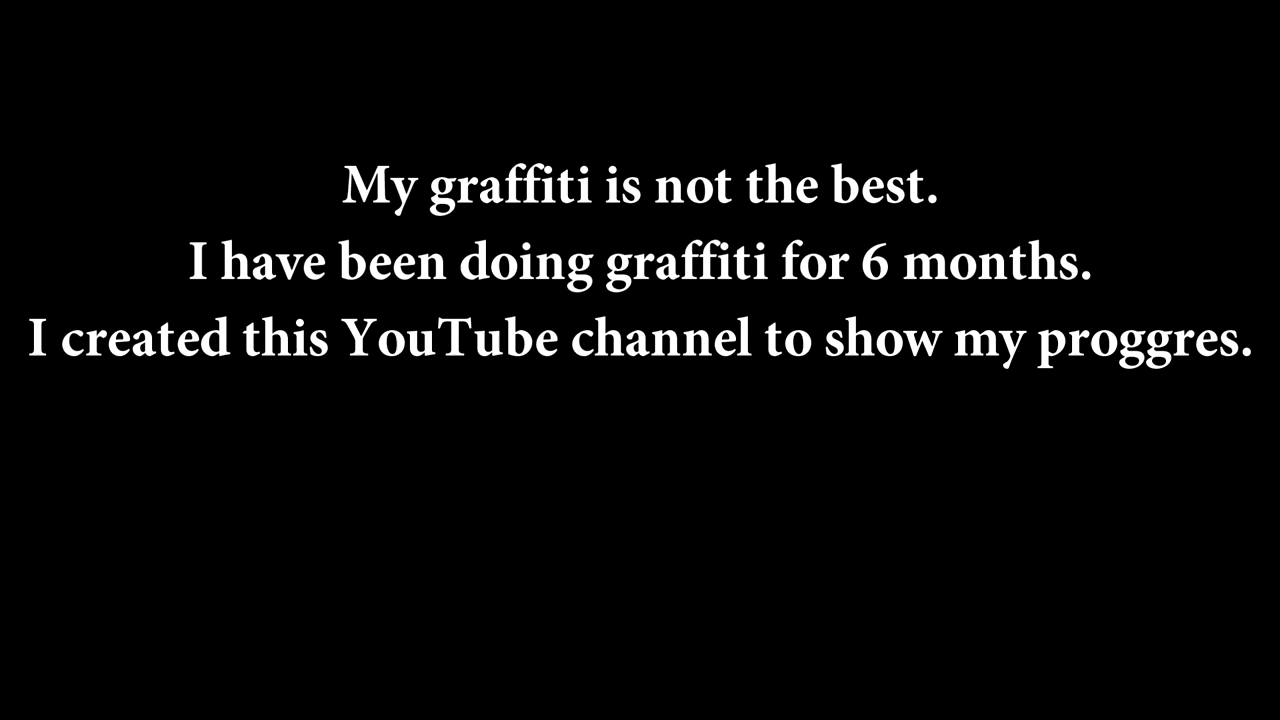 My graffiti is not the best.
I have been doing graffiti for 6 months.
I created this YouTube channel to show my proggres.